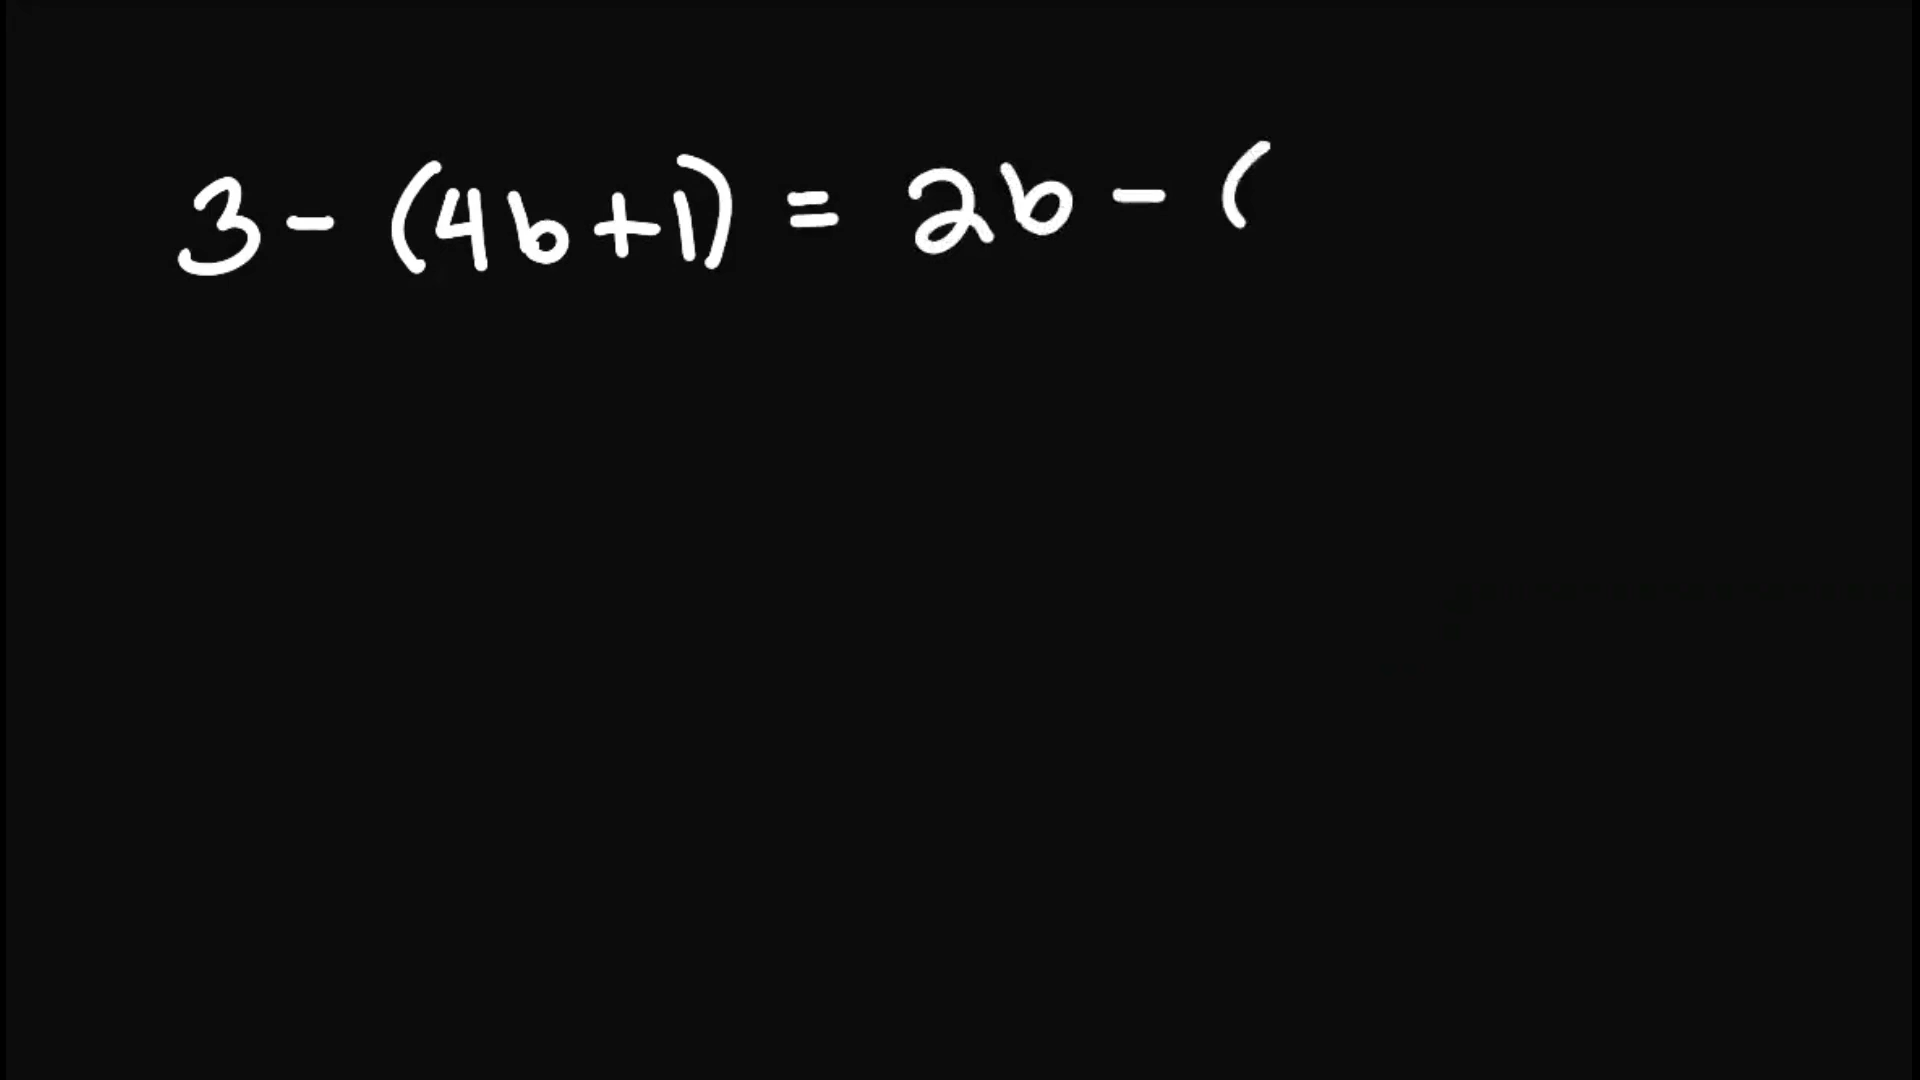 3 - (4b+1) = 2b - (